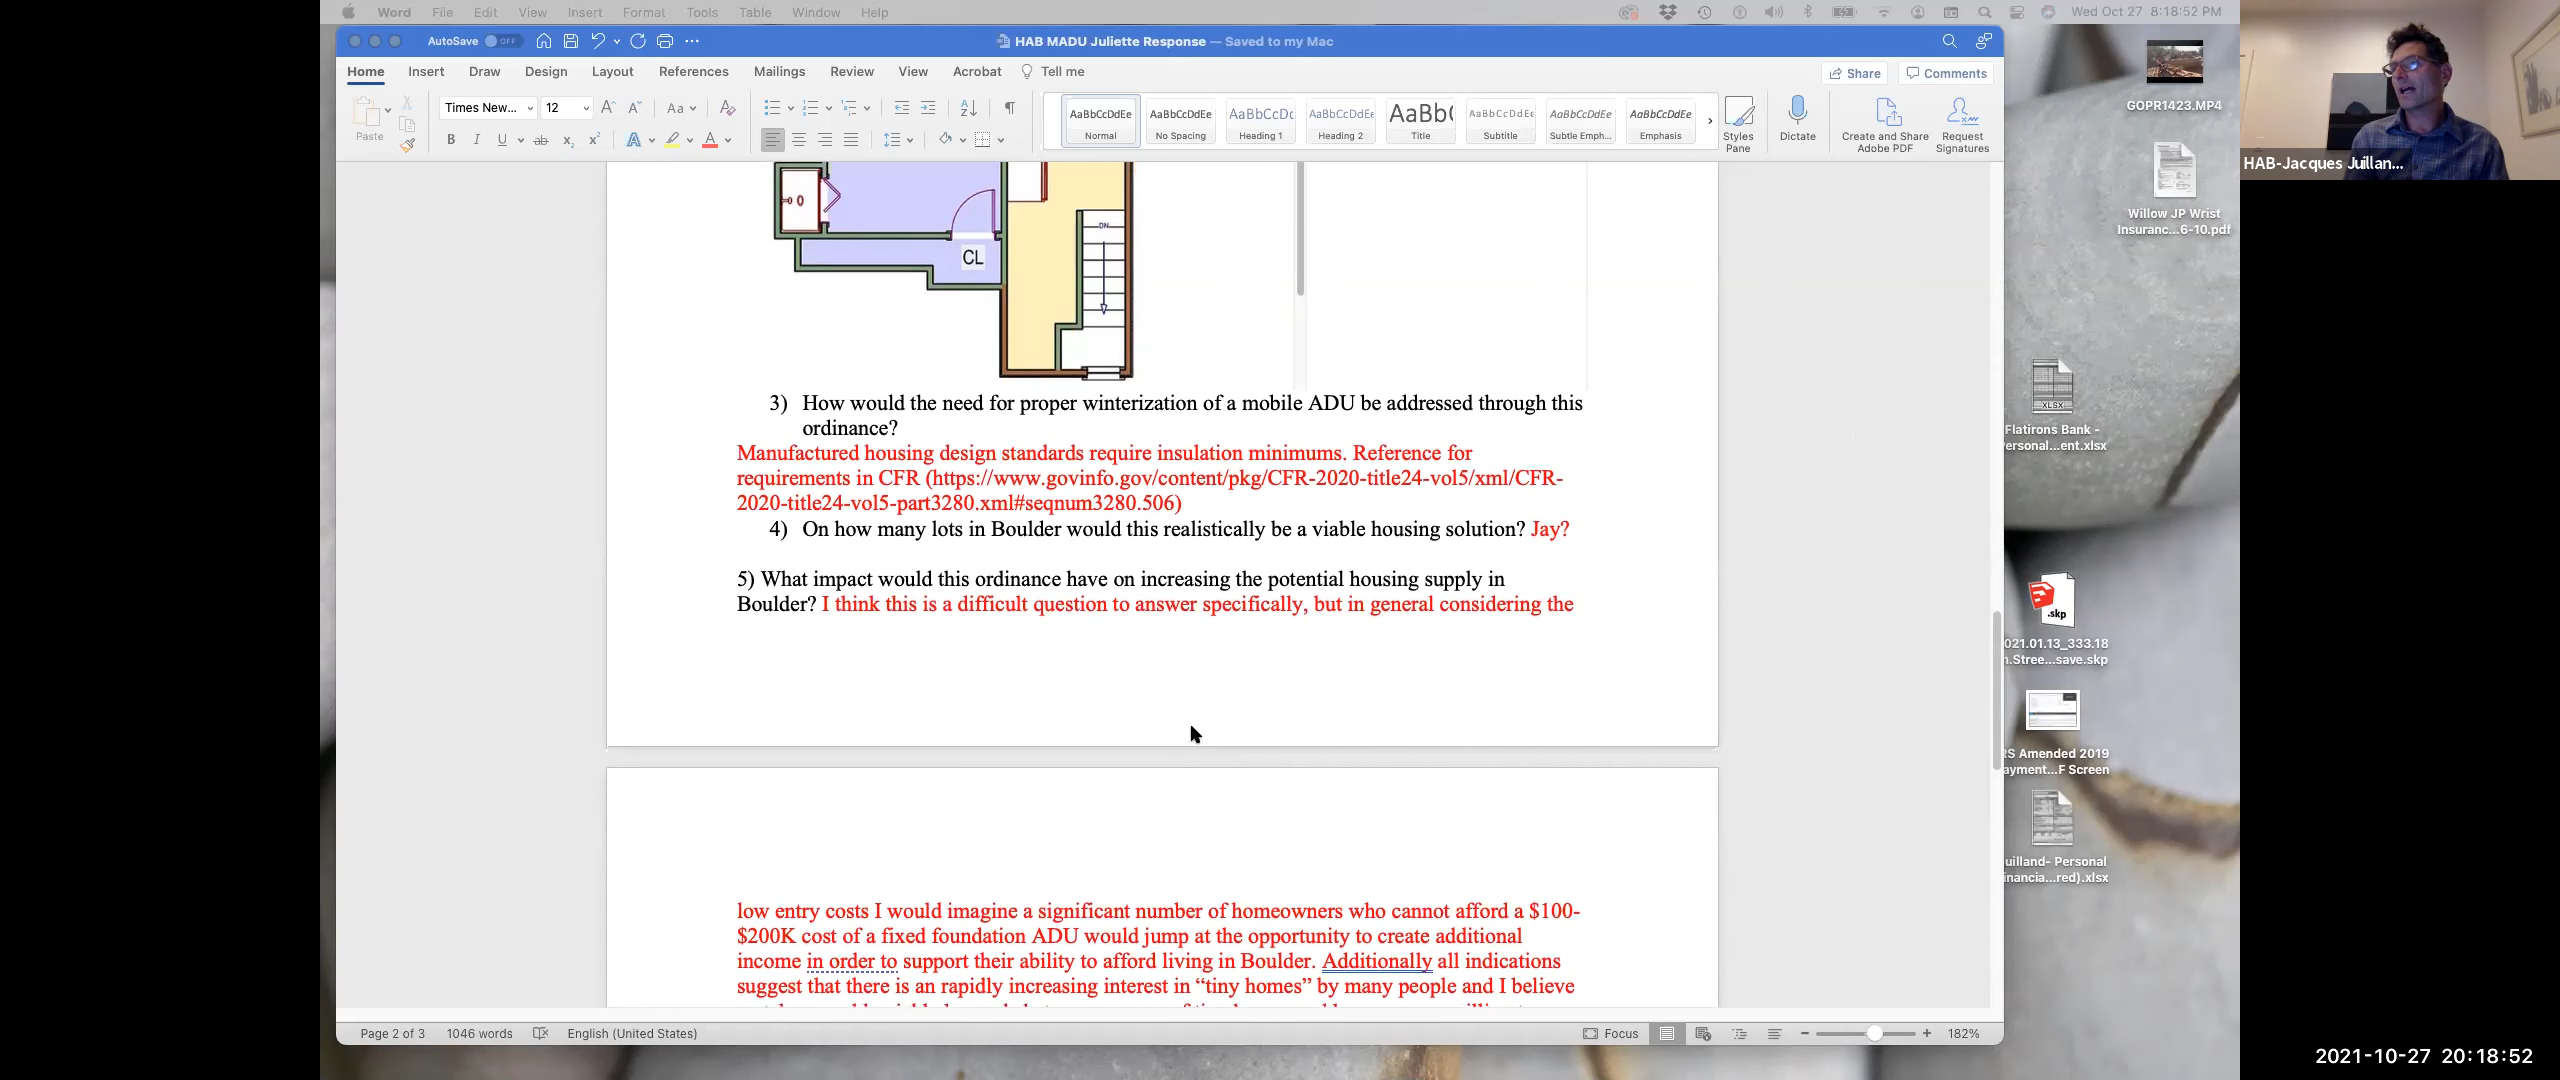 Word File Edit View Insert Format Tools Table Window Help Wed Oct 27 8:18:52 PM
AutoSave OFF HAB MADU Juliette Response — Saved to my Mac
Home Insert Draw Design Layout References Mailings Review View Acrobat Tell me Share Comments
Times New... 12 Aa
Paste
AaBbCcDdEe AaBbCcDdEe AaBbCcDc AaBbCcDdE AaBb( AaBbCcDdEe AaBbCcDdEe AaBbCcDdEe
Normal No Spacing Heading 1 Heading 2 Title Subtitle Subtle Emph... Emphasis
Styles Pane Dictate Create and Share Adobe PDF Request Signatures
DN
CL
3) How would the need for proper winterization of a mobile ADU be addressed through this
ordinance?
Manufactured housing design standards require insulation minimums. Reference for
requirements in CFR (https://www.govinfo.gov/content/pkg/CFR-2020-title24-vol5/xml/CFR-
2020-title24-vol5-part3280.xml#seqnum3280.506)
4) On how many lots in Boulder would this realistically be a viable housing solution? Jay?
5) What impact would this ordinance have on increasing the potential housing supply in
Boulder? I think this is a difficult question to answer specifically, but in general considering the
low entry costs I would imagine a significant number of homeowners who cannot afford a $100-
$200K cost of a fixed foundation ADU would jump at the opportunity to create additional
income in order to support their ability to afford living in Boulder. Additionally all indications
suggest that there is an rapidly increasing interest in “tiny homes” by many people and I believe
Page 2 of 3 1046 words English (United States) Focus 182%
GOPR1423.MP4
Willow JP Wrist
Insuranc...6-10.pdf
XLSX
Flatirons Bank -
ersonal...ent.xlsx
.skp
021.01.13_333.18
n.Stree...save.skp
RS Amended 2019
ayment...F Screen
uilland- Personal
inancia...red).xlsx
HAB-Jacques Juillan...
2021-10-27 20:18:52